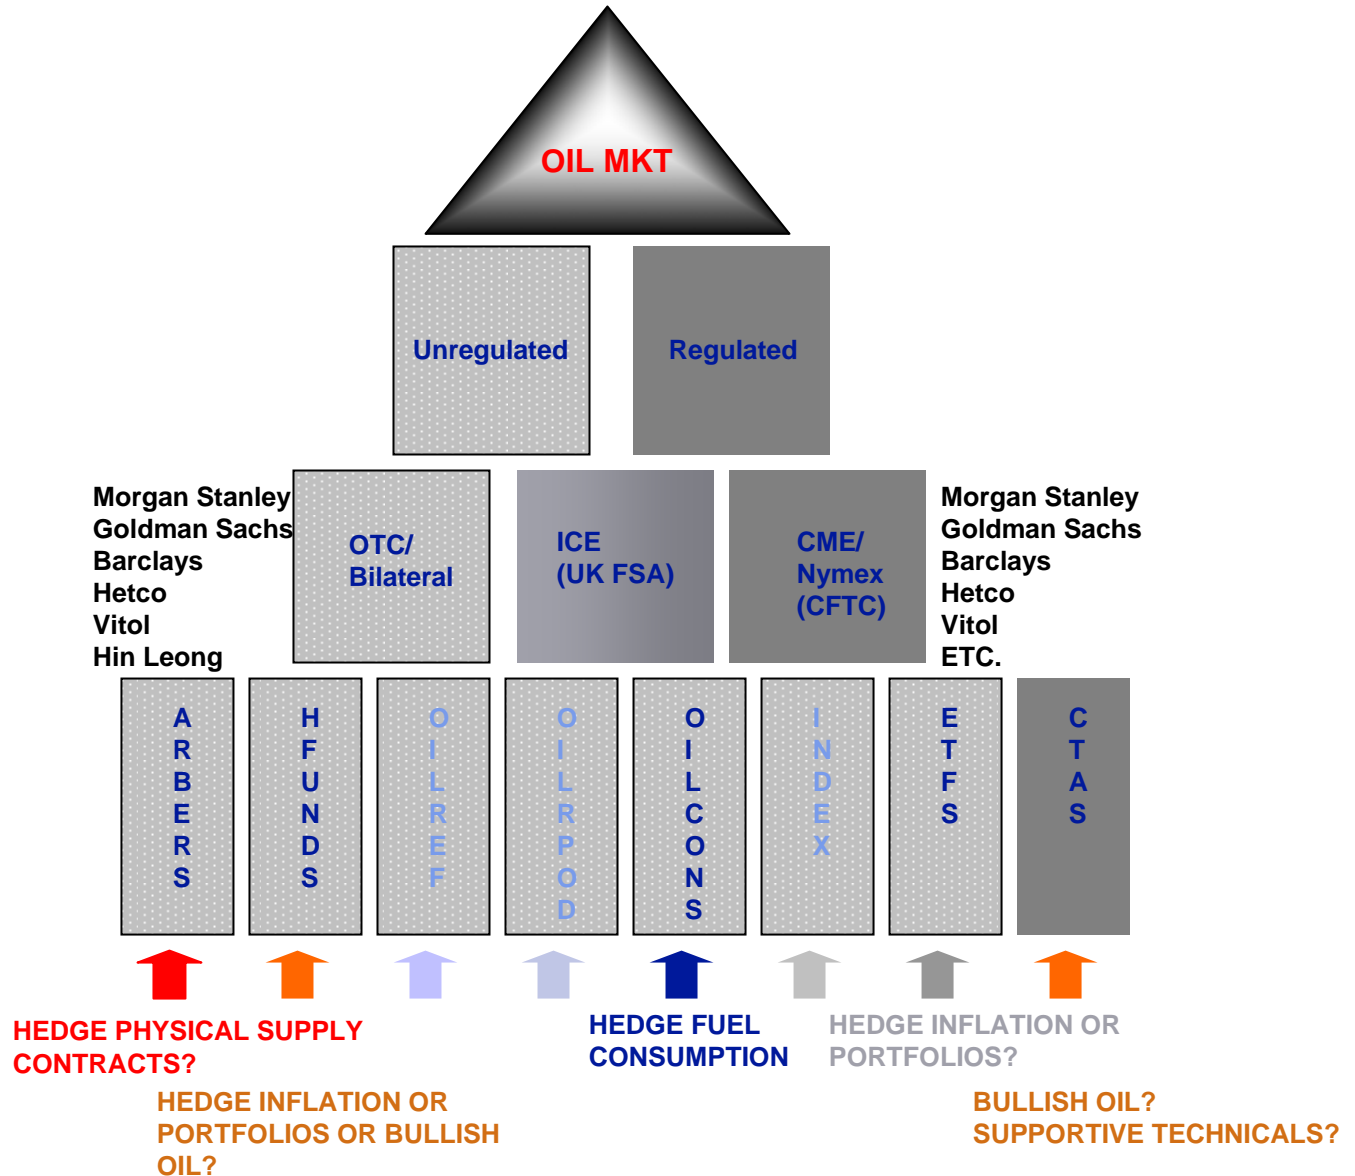 OIL MKT
Unregulated
Regulated
Morgan Stanley
Goldman Sachs
Barclays
Hetco
Vitol
Hin Leong
OTC/
Bilateral
ICE
(UK FSA)
CME/
Nymex
(CFTC)
Morgan Stanley
Goldman Sachs
Barclays
Hetco
Vitol
ETC.
ARBERS
HFUNDS
OILREF
OILRPOD
OILCONS
INDEX
ETFS
CTAS
HEDGE PHYSICAL SUPPLY
CONTRACTS?
HEDGE INFLATION OR
PORTFOLIOS OR BULLISH
OIL?
HEDGE FUEL
CONSUMPTION
HEDGE INFLATION OR
PORTFOLIOS?
BULLISH OIL?
SUPPORTIVE TECHNICALS?